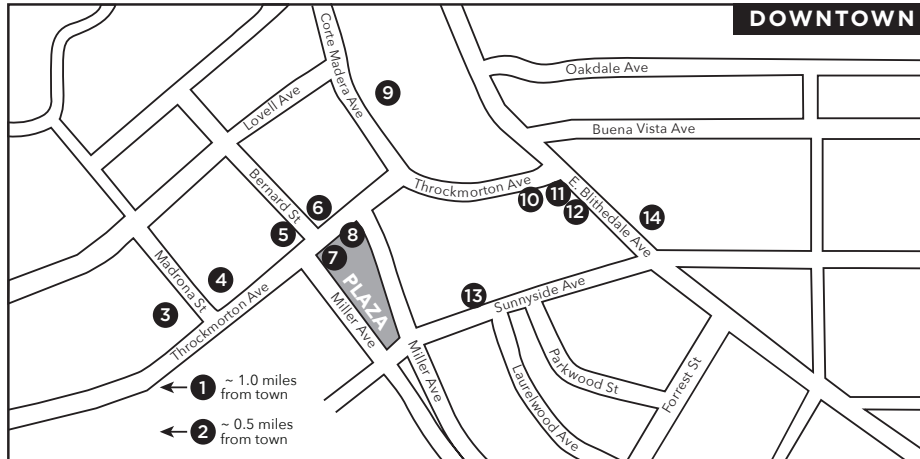 DOWNTOWN
Corte Madera Ave
Oakdale Ave
9
Lovell Ave
Buena Vista Ave
Bernard St
Throckmorton Ave
E. Blithedale Ave
10
11
12
14
6
5
8
7
PLAZA
Madrona St
4
3
Throckmorton Ave
Miller Ave
13
Sunnyside Ave
Miller Ave
Parkwood St
Laurelwood Ave
Forrest St
1 ~ 1.0 miles
from town
2 ~ 0.5 miles
from town